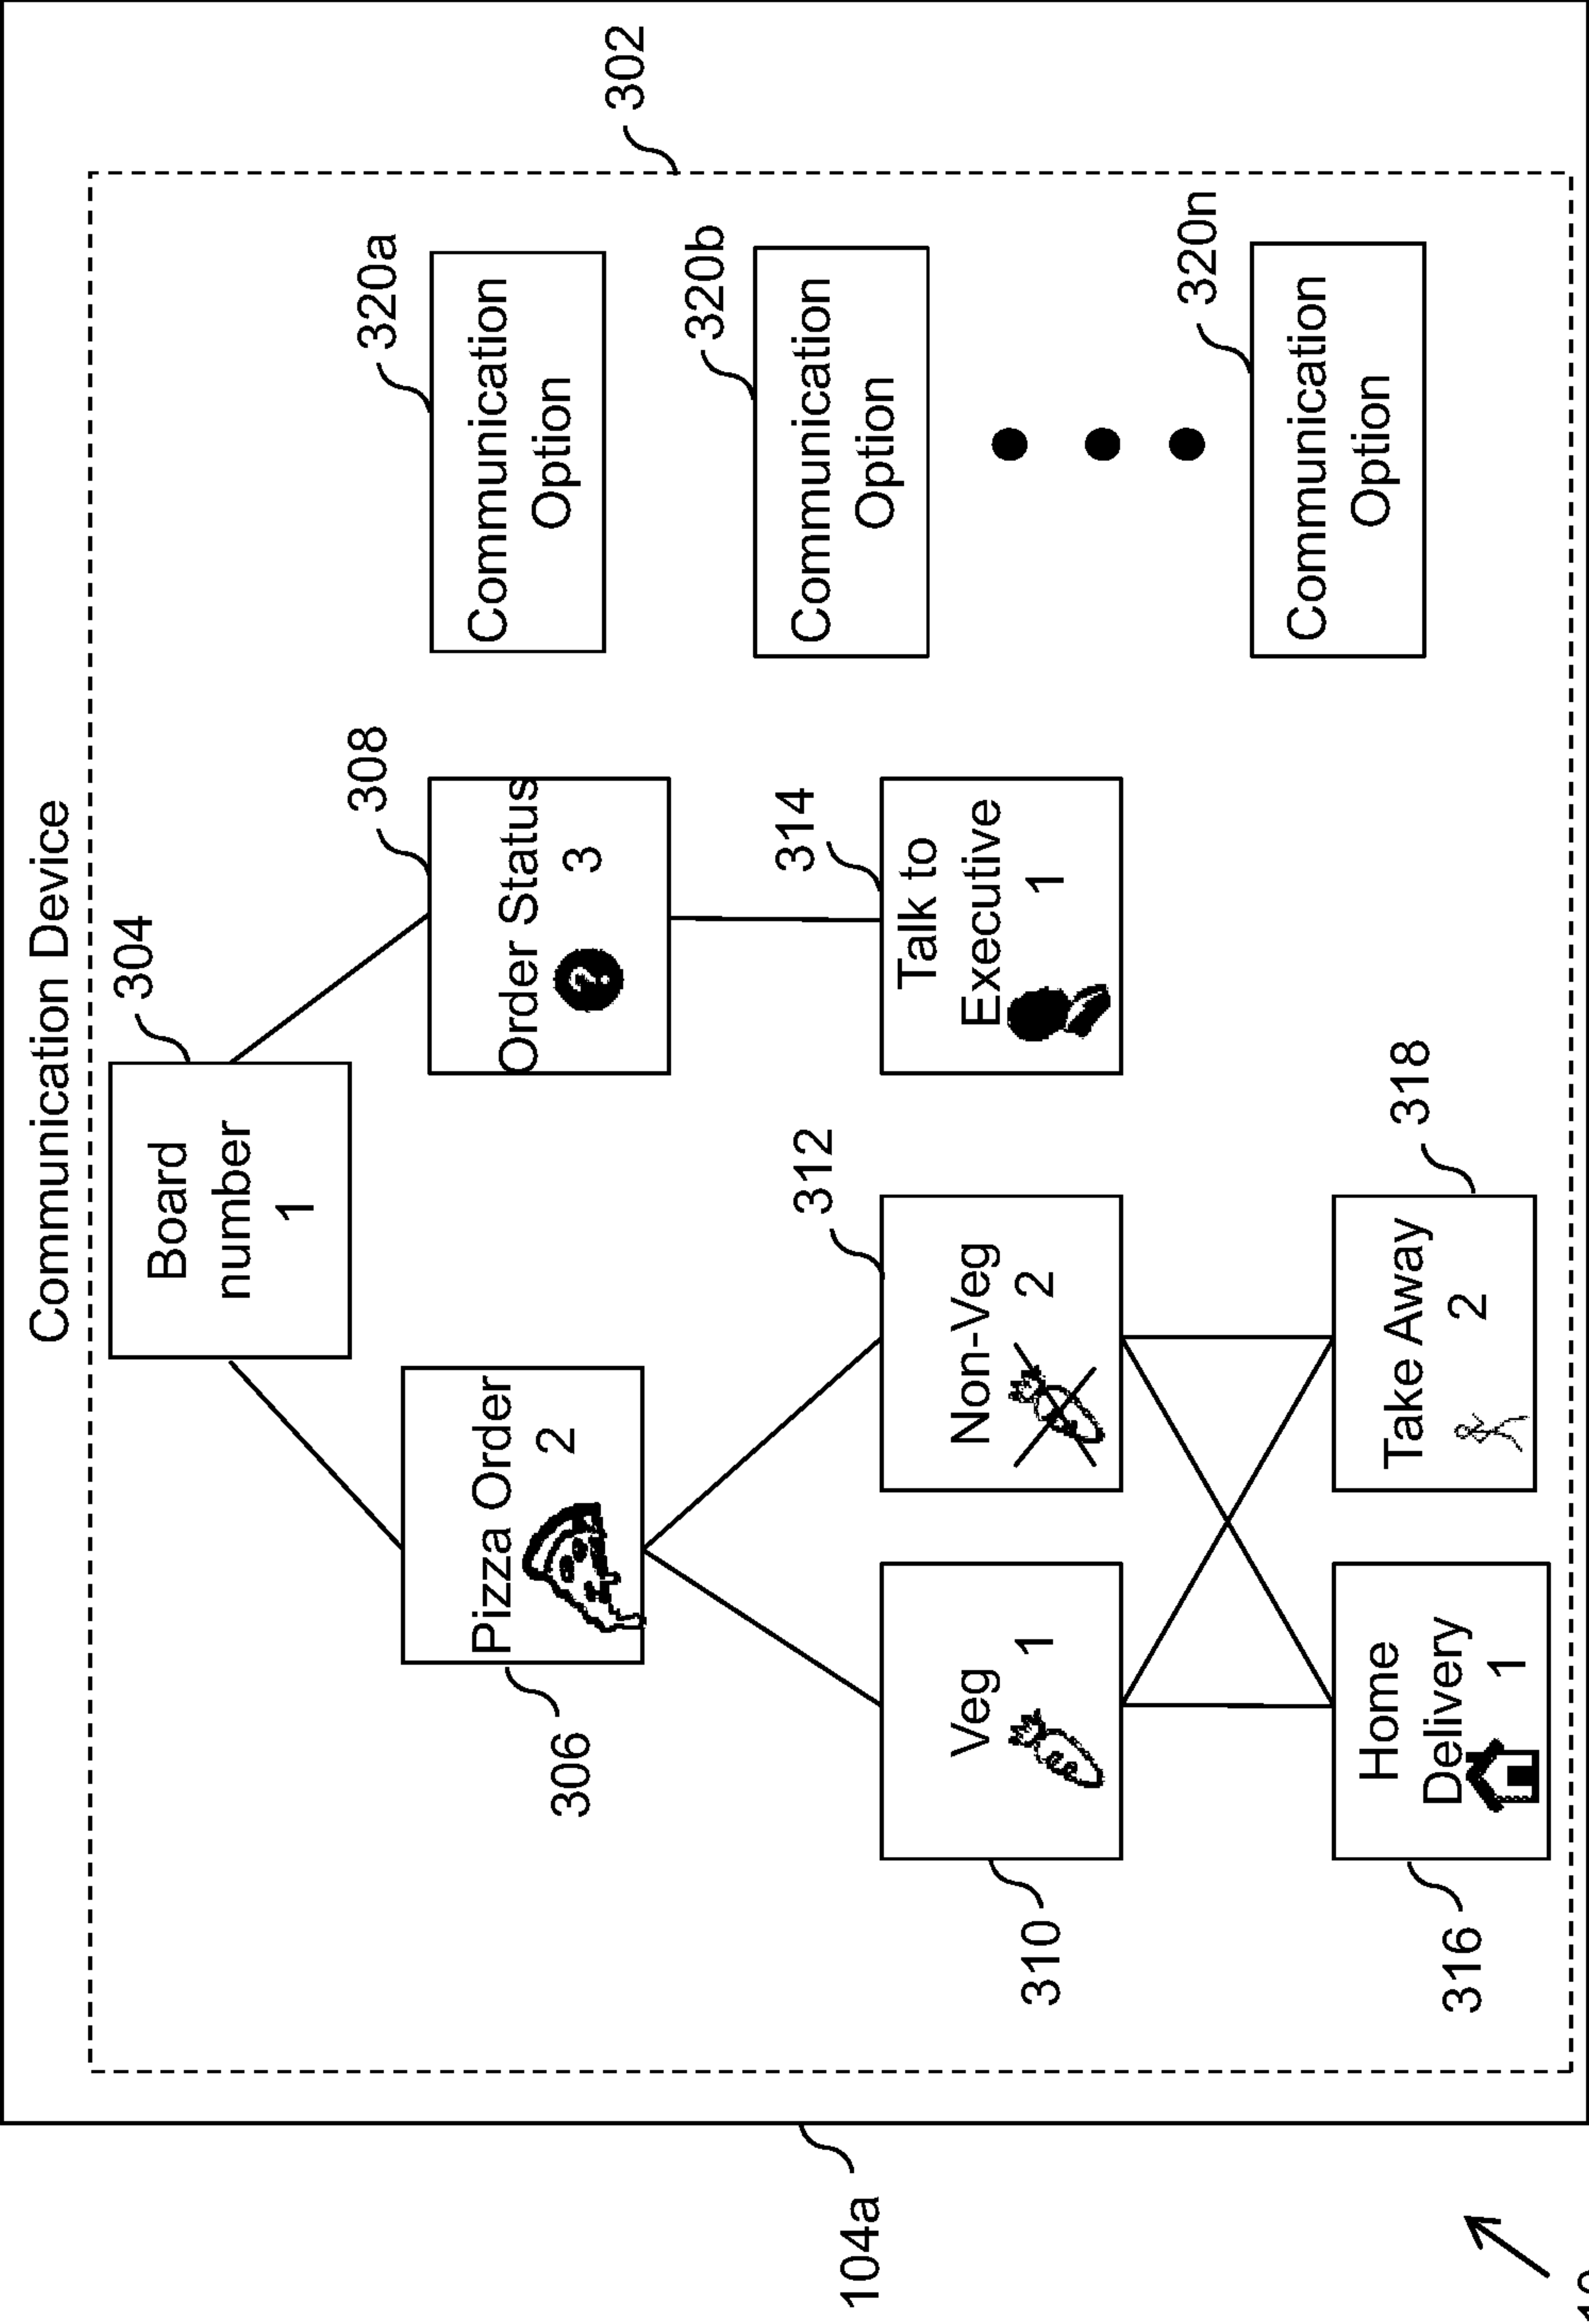 Communication Device
304
Board
number
1
306
Pizza Order
2
308
Order Status
?
3
310
Veg
1
312
Non-Veg
2
314
Talk to
Executive
1
316
Home
Delivery
1
318
Take Away
2
302
320a
Communication
Option
320b
Communication
Option
320n
Communication
Option
104a